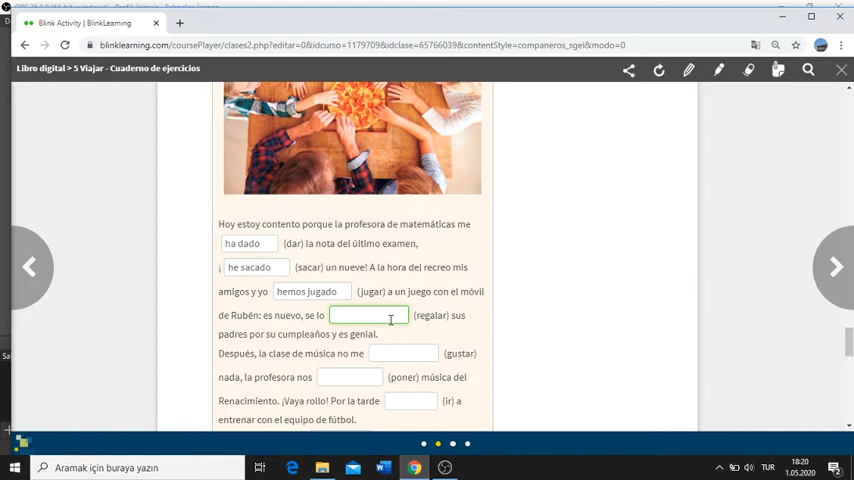 Blink Activity | BlinkLearning
blinklearning.com/coursePlayer/clases2.php?editar=0&idcurso=1179709&idclase=65766039&contentStyle=companeros_sgel&modo=0
Libro digital > 5 Viajar - Cuaderno de ejercicios
Hoy estoy contento porque la profesora de matemáticas me
ha dado (dar) la nota del último examen,
¡ he sacado (sacar) un nueve! A la hora del recreo mis
amigos y yo hemos jugado (jugar) a un juego con el móvil
de Rubén: es nuevo, se lo (regalar) sus
padres por su cumpleaños y es genial.
Después, la clase de música no me (gustar)
nada, la profesora nos (poner) música del
Renacimiento. ¡Vaya rollo! Por la tarde (ir) a
entrenar con el equipo de fútbol.
Aramak için buraya yazın
TUR
18:20
1.05.2020
2